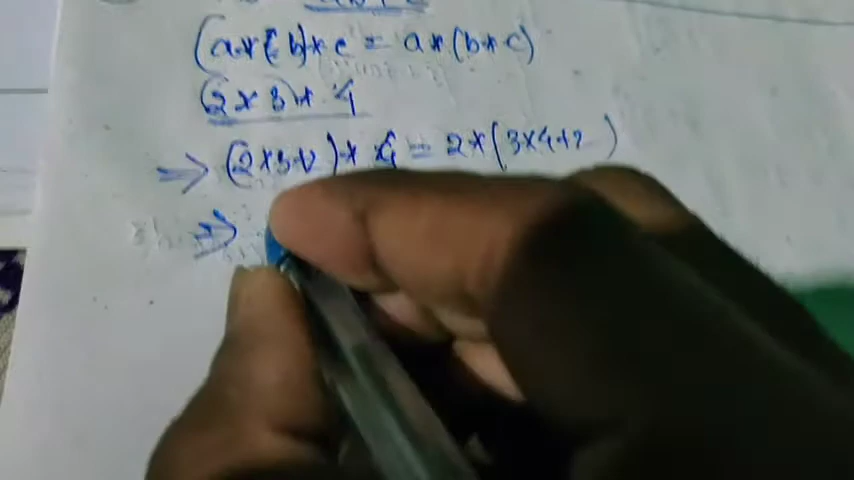 (a*b)*c = a*(b*c)
(2*3)*4
⇒ (2×3+2)*4 = 2*(3×4+2)
⇒